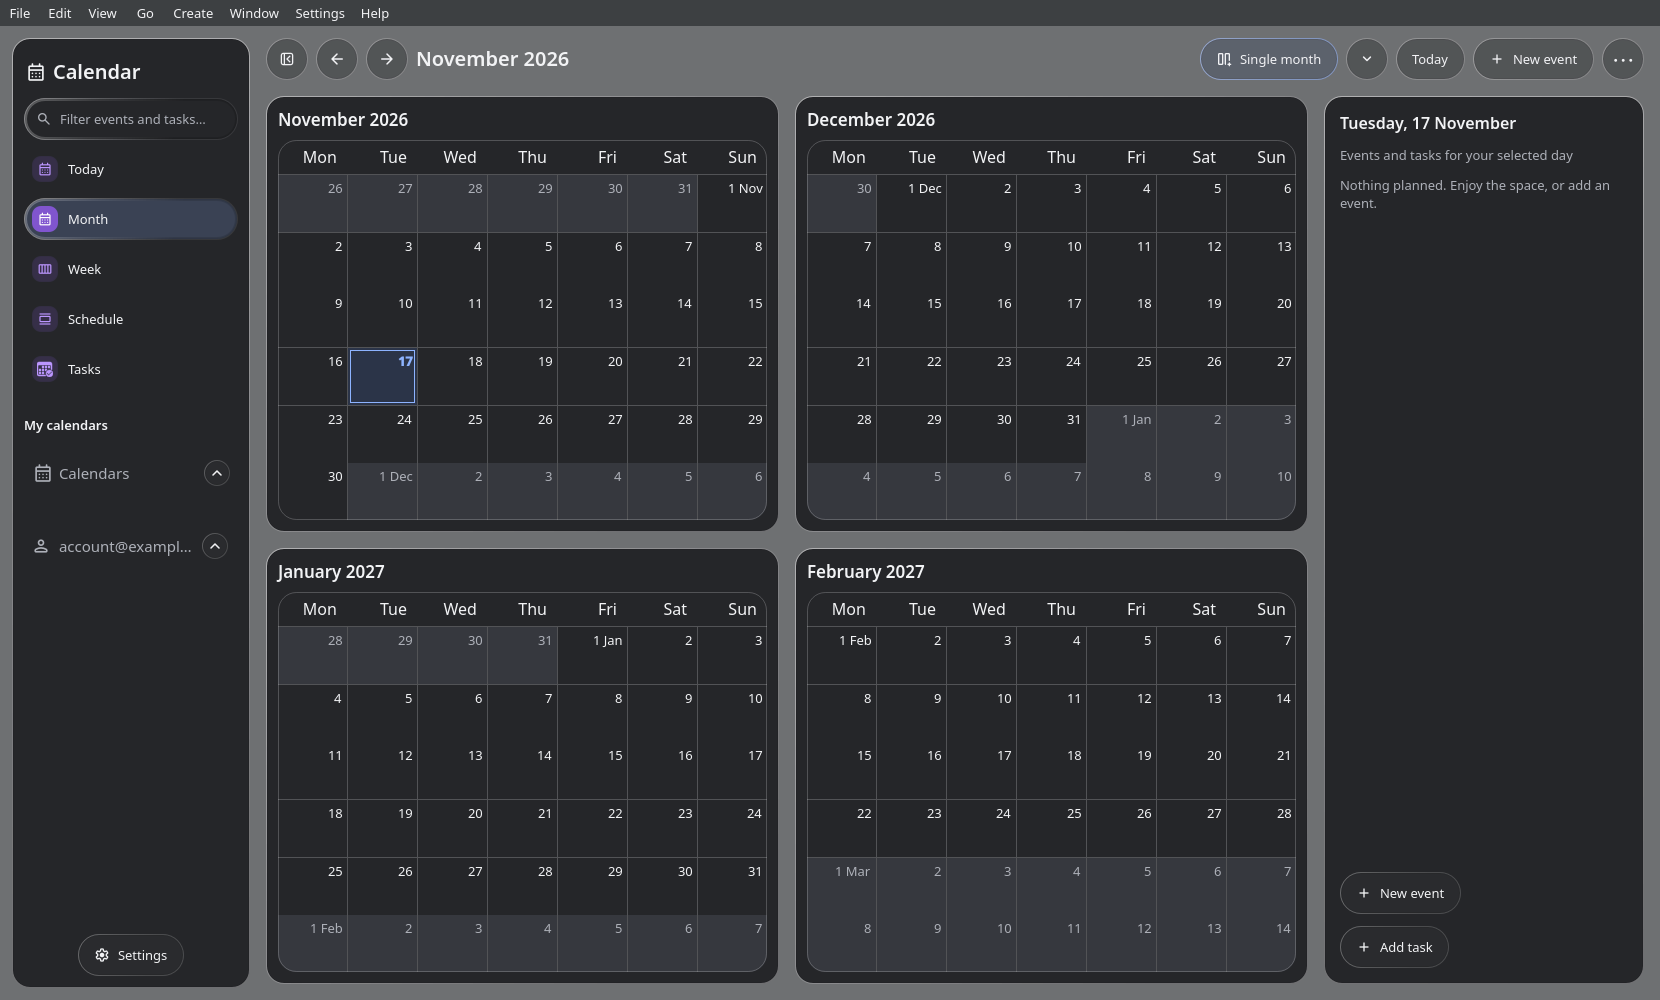 File Edit View Go Create Window Settings Help
Calendar
Filter events and tasks...
Today
Month
Week
Schedule
Tasks
My calendars
Calendars
account@exampl...
Settings
November 2026
Single month
Today
+ New event
...
November 2026
Mon Tue Wed Thu Fri Sat Sun
26 27 28 29 30 31 1 Nov
2 3 4 5 6 7 8
9 10 11 12 13 14 15
16 17 18 19 20 21 22
23 24 25 26 27 28 29
30 1 Dec 2 3 4 5 6
December 2026
Mon Tue Wed Thu Fri Sat Sun
30 1 Dec 2 3 4 5 6
7 8 9 10 11 12 13
14 15 16 17 18 19 20
21 22 23 24 25 26 27
28 29 30 31 1 Jan 2 3
4 5 6 7 8 9 10
January 2027
Mon Tue Wed Thu Fri Sat Sun
28 29 30 31 1 Jan 2 3
4 5 6 7 8 9 10
11 12 13 14 15 16 17
18 19 20 21 22 23 24
25 26 27 28 29 30 31
1 Feb 2 3 4 5 6 7
February 2027
Mon Tue Wed Thu Fri Sat Sun
1 Feb 2 3 4 5 6 7
8 9 10 11 12 13 14
15 16 17 18 19 20 21
22 23 24 25 26 27 28
1 Mar 2 3 4 5 6 7
8 9 10 11 12 13 14
Tuesday, 17 November
Events and tasks for your selected day
Nothing planned. Enjoy the space, or add an
event.
+ New event
+ Add task